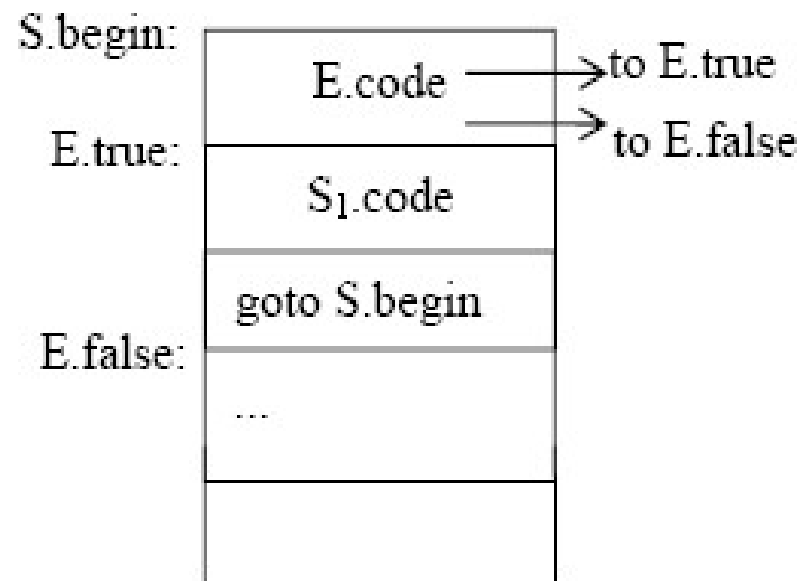 S.begin:
E.code
to E.true
to E.false
E.true:
S₁.code
goto S.begin
E.false:
...